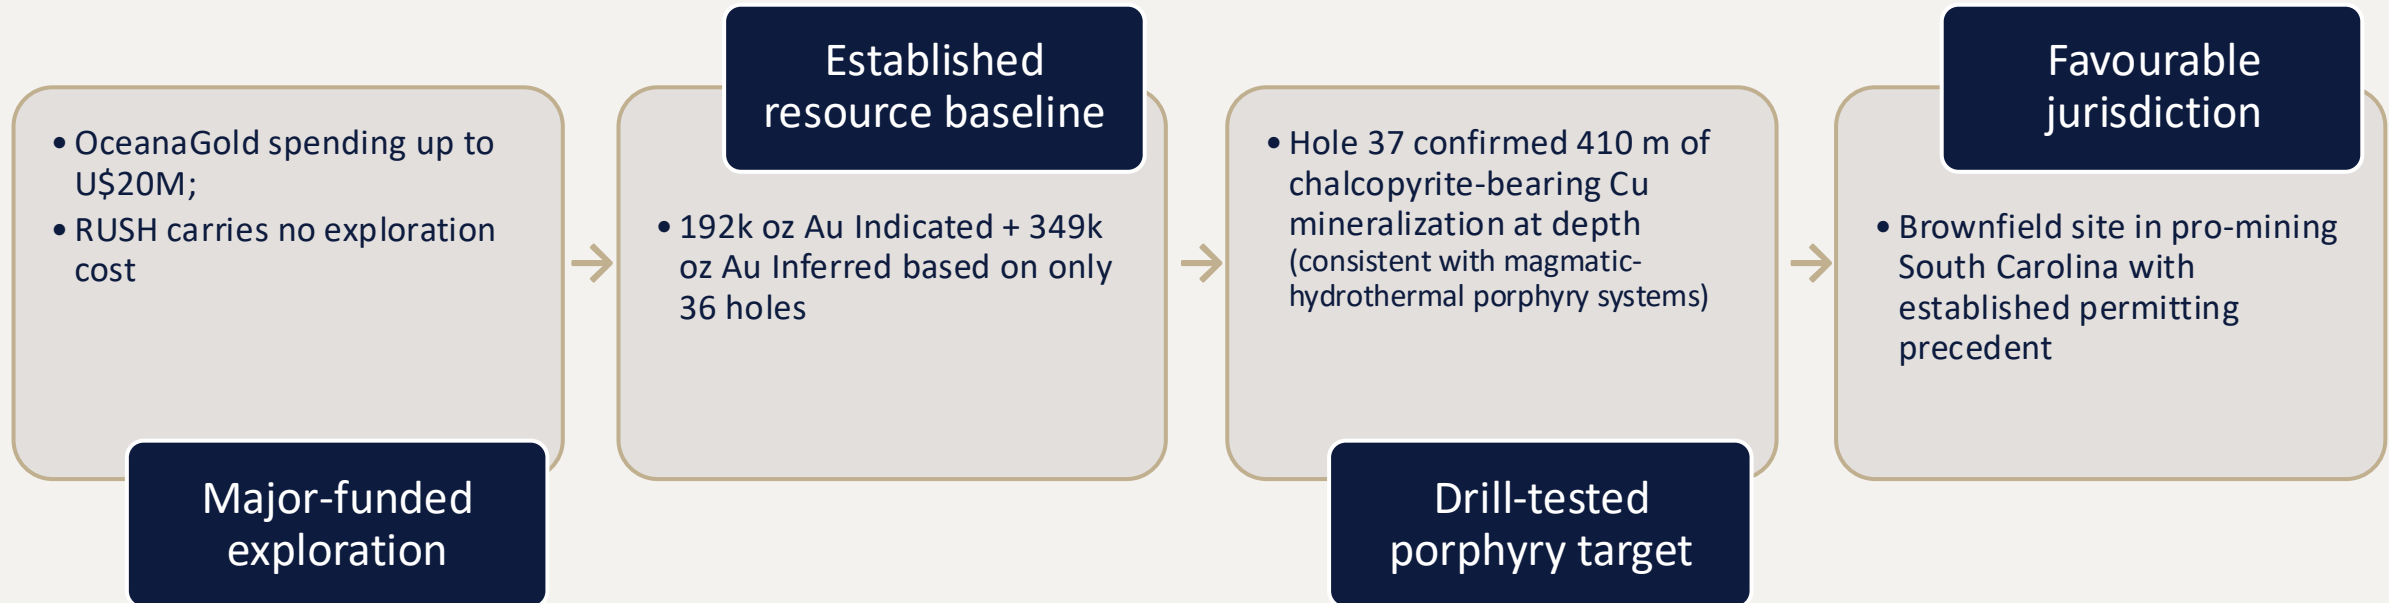 • OceanaGold spending up to
U$20M;
• RUSH carries no exploration
cost
Major-funded
exploration
Established
resource baseline
• 192k oz Au Indicated + 349k
oz Au Inferred based on only
36 holes
• Hole 37 confirmed 410 m of
chalcopyrite-bearing Cu
mineralization at depth
(consistent with magmatic-
hydrothermal porphyry systems)
Drill-tested
porphyry target
Favourable
jurisdiction
• Brownfield site in pro-mining
South Carolina with
established permitting
precedent